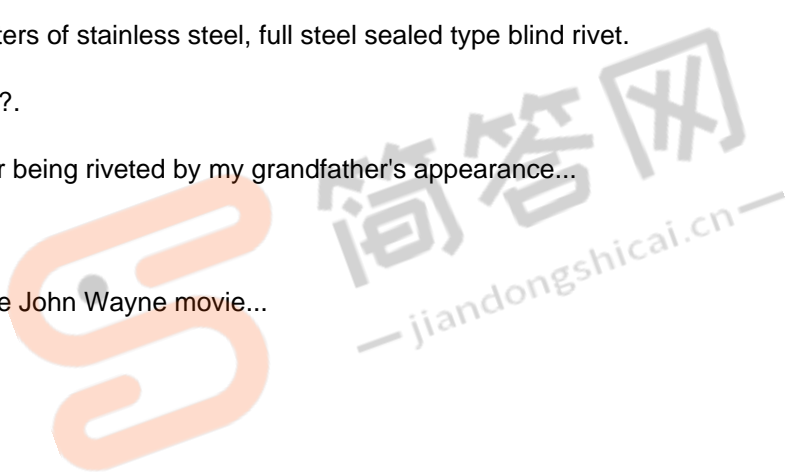 ters of stainless steel, full steel sealed type blind rivet.
?.
r being riveted by my grandfather's appearance...
e John Wayne movie...
简答网
jiandongshicai.cn